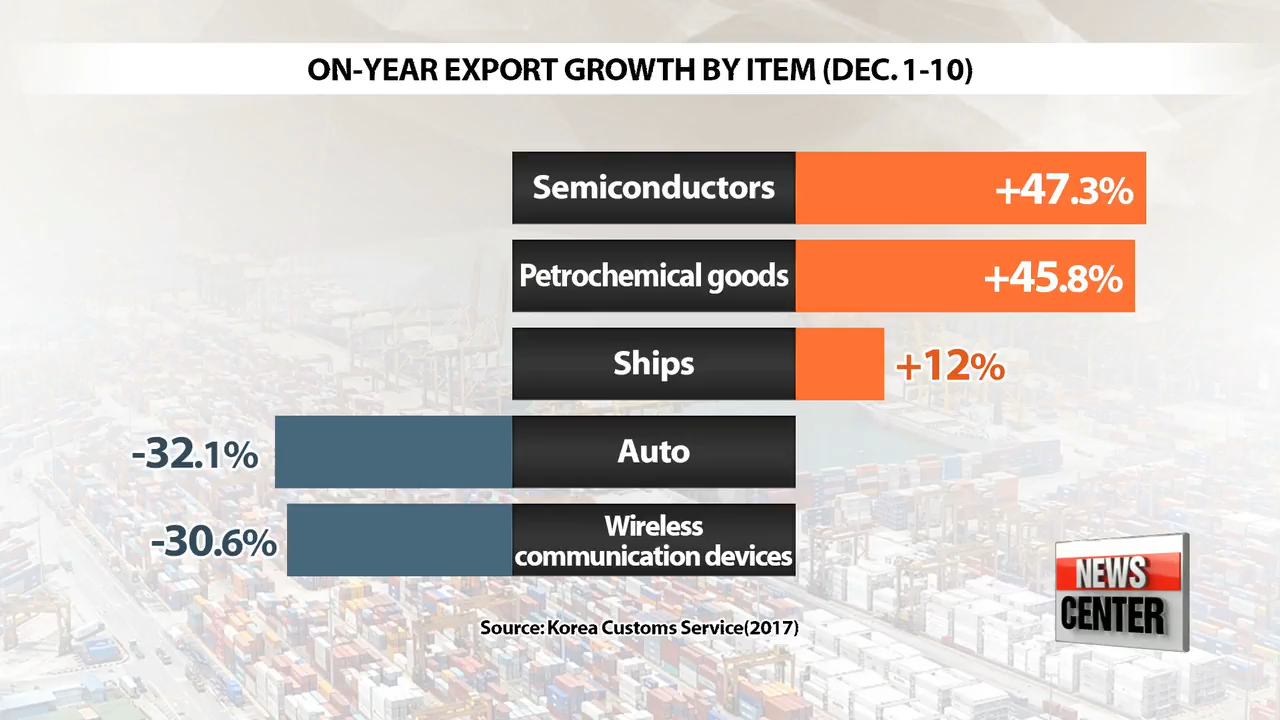 ON-YEAR EXPORT GROWTH BY ITEM (DEC. 1-10)
Semiconductors +47.3%
Petrochemical goods +45.8%
Ships +12%
-32.1% Auto
-30.6% Wireless
communication devices
Source: Korea Customs Service(2017)
NEWS
CENTER